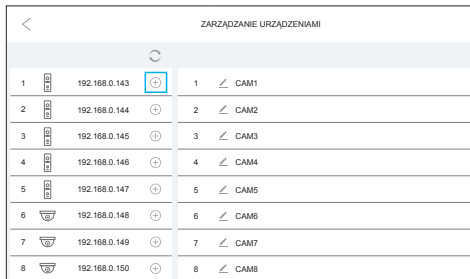 ZARZĄDZANIE URZĄDZENIAMI
1 192.168.0.143 1 CAM1
2 192.168.0.144 2 CAM2
3 192.168.0.145 3 CAM3
4 192.168.0.146 4 CAM4
5 192.168.0.147 5 CAM5
6 192.168.0.148 6 CAM6
7 192.168.0.149 7 CAM7
8 192.168.0.150 8 CAM8